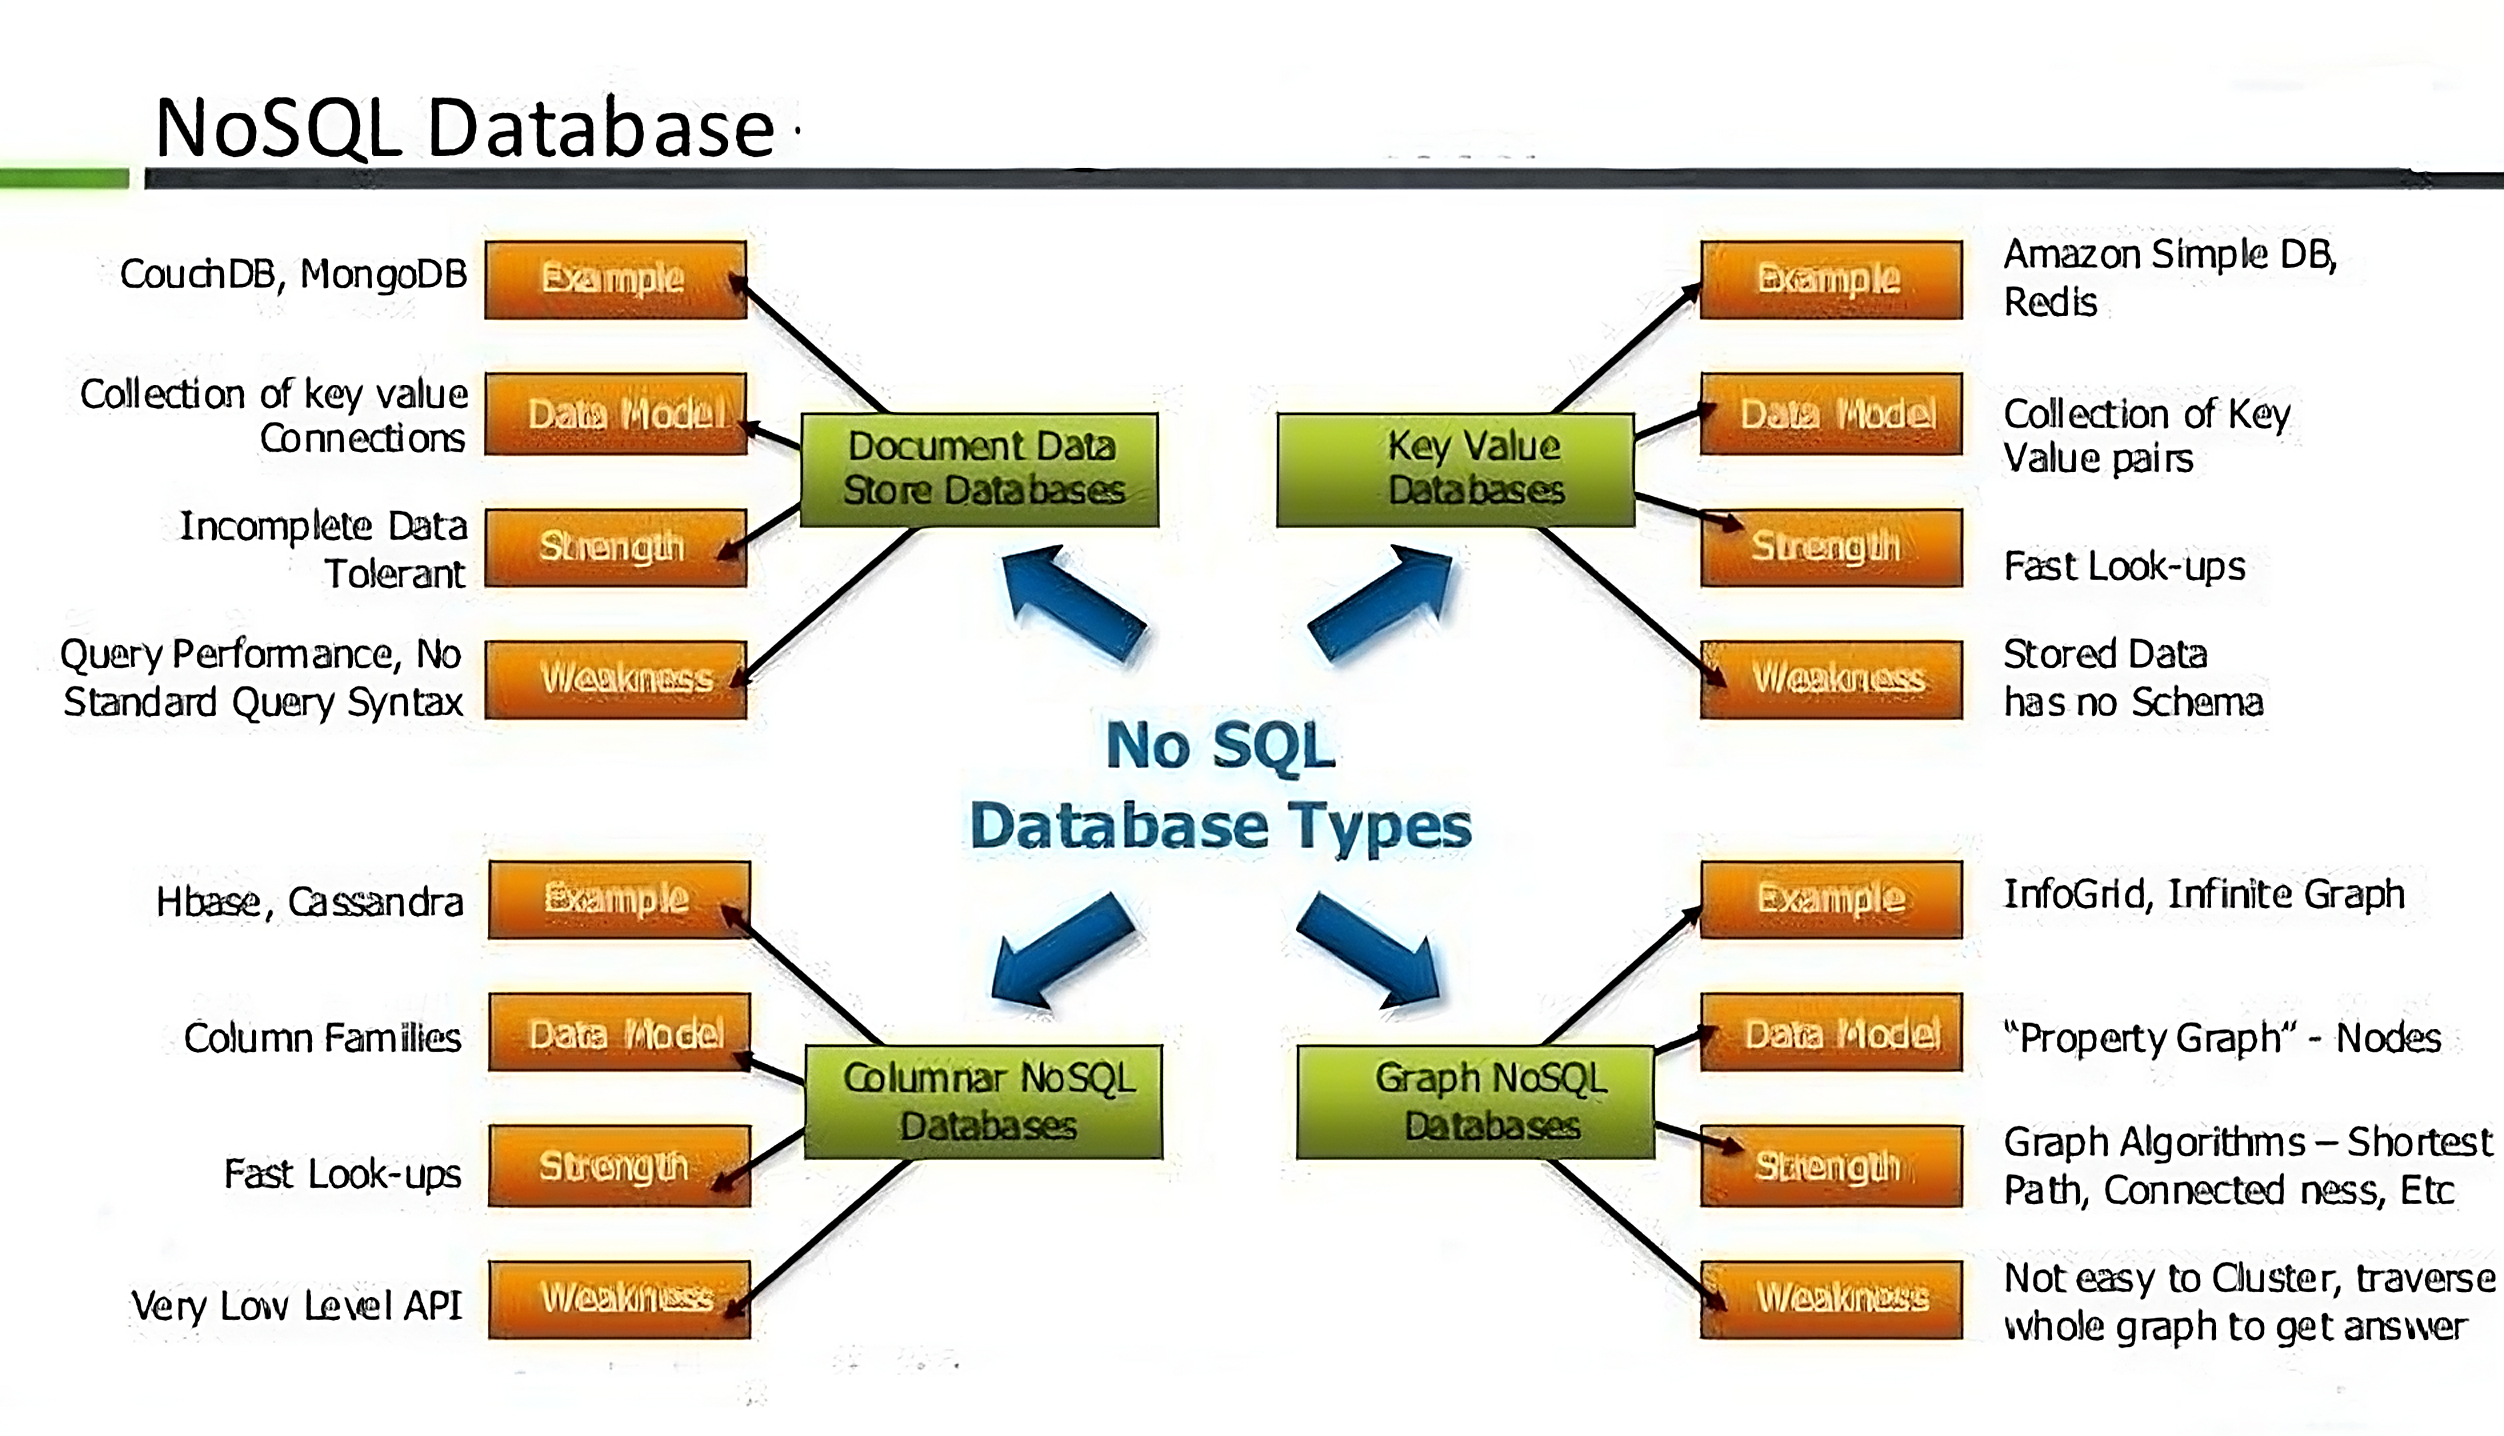 NoSQL Database
CouchDB, MongoDB
Example
Collection of key value
Connections
Data Model
Incomplete Data
Tolerant
Strength
Query Performance, No
Standard Query Syntax
Weakness
Document Data
Store Databases
Key Value
Databases
Example
Amazon Simple DB,
Redis
Data Model
Collection of Key
Value pairs
Strength
Fast Look-ups
Weakness
Stored Data
has no Schema
No SQL
Database Types
Hbase, Cassandra
Example
Column Families
Data Model
Fast Look-ups
Strength
Very Low Level API
Weakness
Columnar NoSQL
Databases
Graph NoSQL
Databases
Example
InfoGrid, Infinite Graph
Data Model
“Property Graph“ - Nodes
Strength
Graph Algorithms – Shortest
Path, Connected ness, Etc
Weakness
Not easy to Cluster, traverse
whole graph to get answer